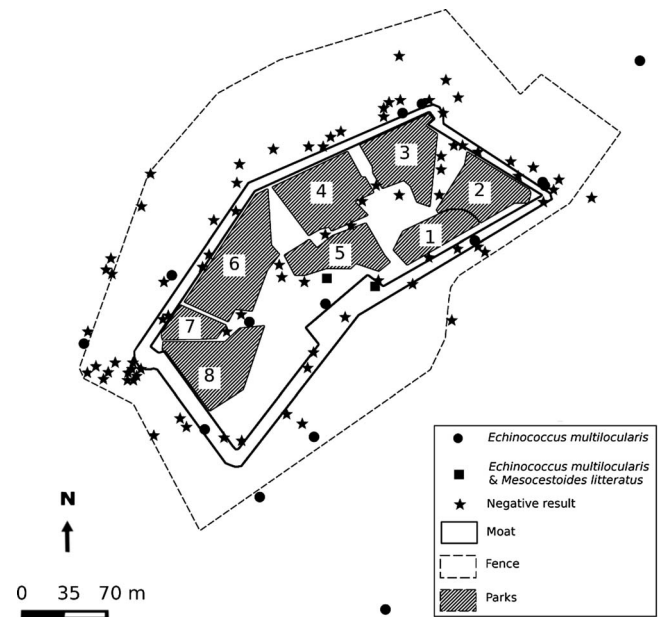 3
4
2
1
5
6
7
8
Echinococcus multilocularis
Echinococcus multilocularis
& Mesocestoides litteratus
Negative result
Moat
Fence
Parks
N
0 35 70 m